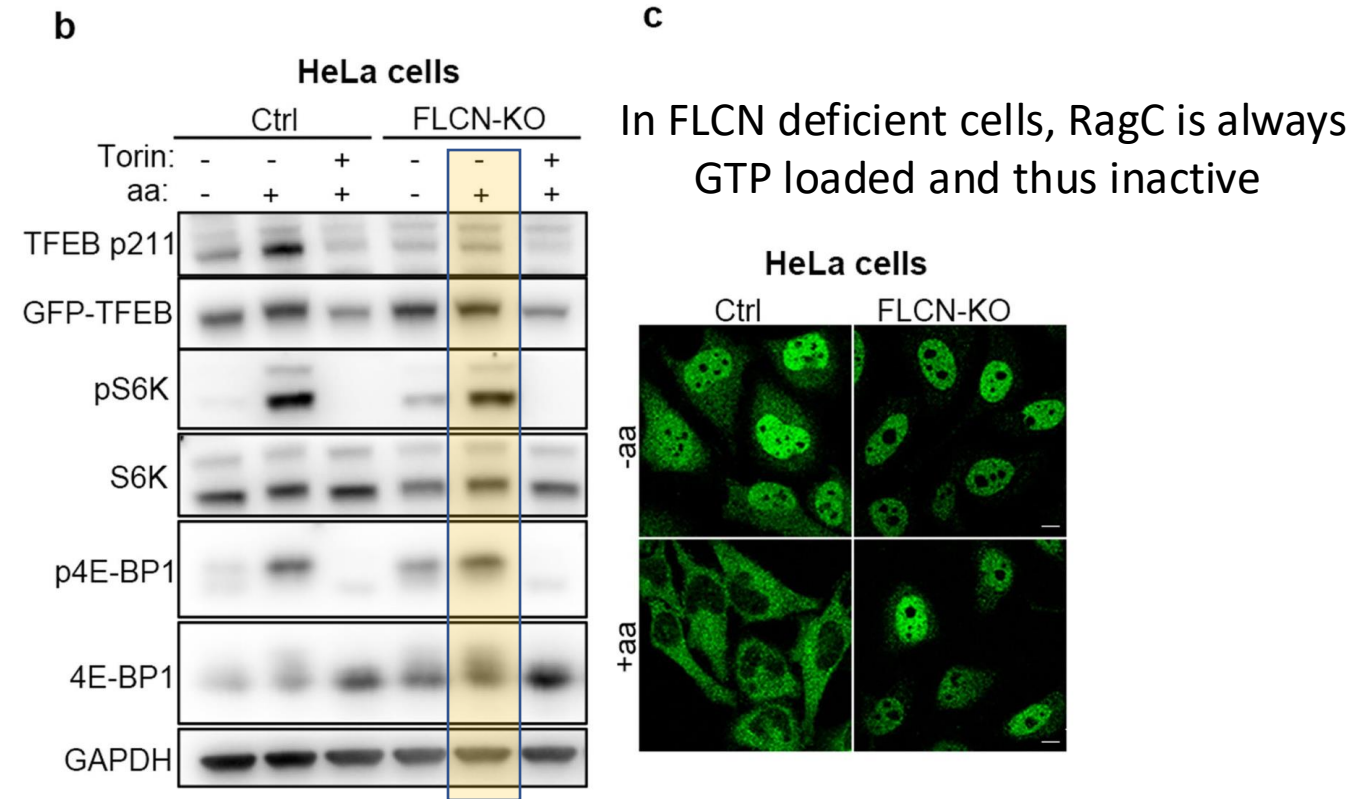 b
HeLa cells
Ctrl FLCN-KO
Torin: - - + - - +
aa: - + + - + +
TFEB p211
GFP-TFEB
pS6K
S6K
p4E-BP1
4E-BP1
GAPDH
c
In FLCN deficient cells, RagC is always
GTP loaded and thus inactive
HeLa cells
Ctrl FLCN-KO
-aa
+aa